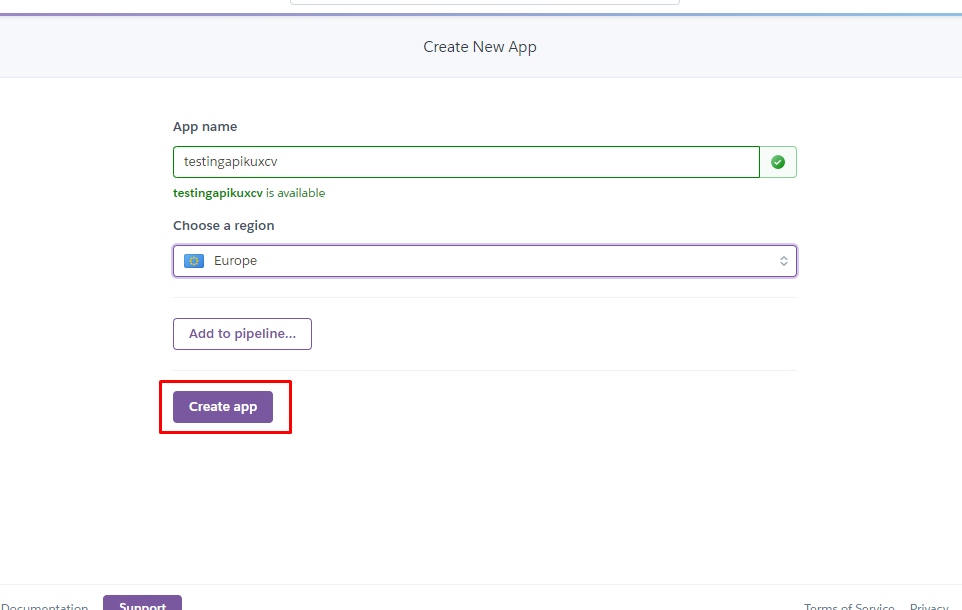 Create New App
App name
testingapikuxcv
testingapikuxcv is available
Choose a region
Europe
Add to pipeline...
Create app
Documentation Support Terms of Service Privacy